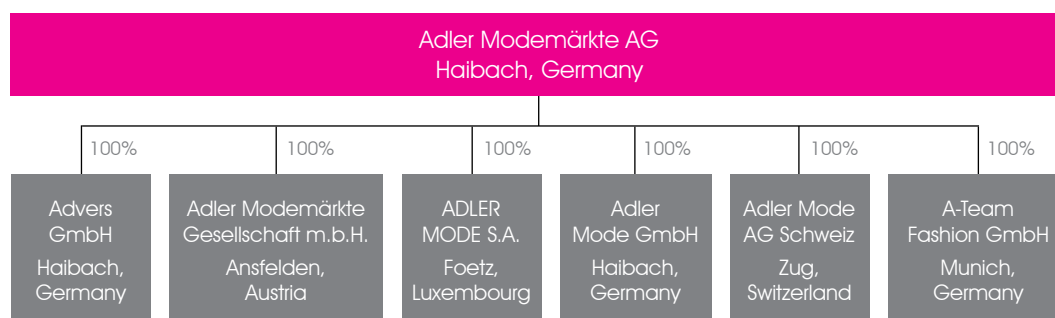 Adler Modemärkte AG
Haibach, Germany
100%
100%
100%
100%
100%
100%
Advers
GmbH
Haibach,
Germany
Adler Modemärkte
Gesellschaft m.b.H.
Ansfelden,
Austria
ADLER
MODE S.A.
Foetz,
Luxembourg
Adler
Mode GmbH
Haibach,
Germany
Adler Mode
AG Schweiz
Zug,
Switzerland
A-Team
Fashion GmbH
Munich,
Germany